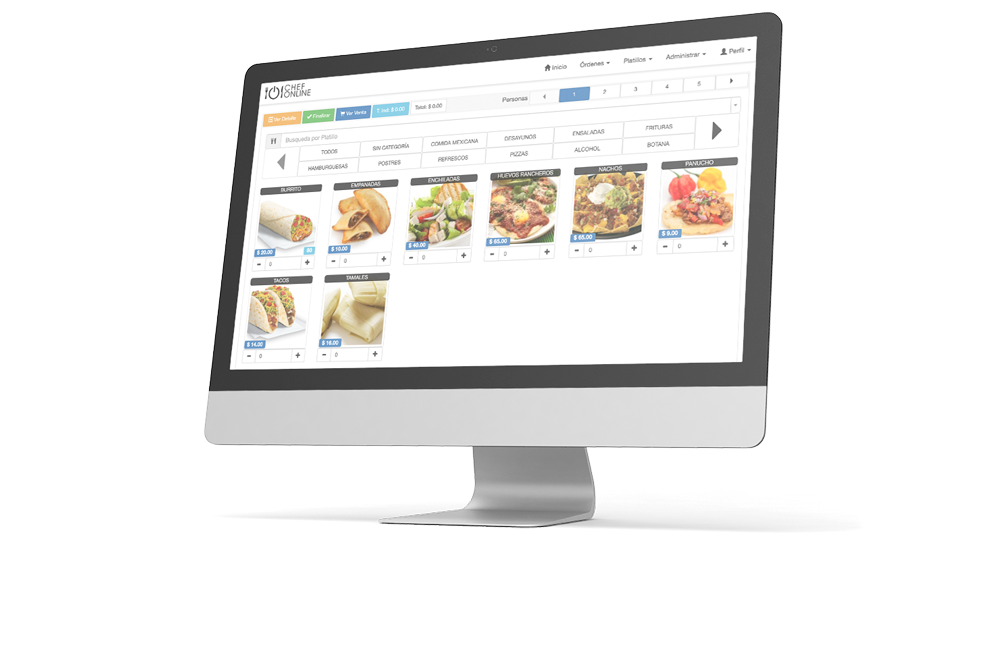 CHEF
ONLINE
Inicio Órdenes Platillos Administrar Perfil
Ver Detalle Finalizar Ver Venta T. Ind: $ 0.00 Total: $ 0.00 Personas 1 2 3 4 5
Busqueda por Platillo
TODOS SIN CATEGORÍA COMIDA MEXICANA DESAYUNOS ENSALADAS FRITURAS
HAMBURGUESAS POSTRES REFRESCOS PIZZAS ALCOHOL BOTANA
BURRITO EMPANADAS ENCHILADAS HUEVOS RANCHEROS NACHOS PANUCHO
$ 20.00 $ 10.00 $ 40.00 $ 65.00 $ 65.00 $ 9.00
- 0 + - 0 + - 0 + - 0 + - 0 + - 0 +
TACOS TAMALES
$ 14.00 $ 16.00
- 0 + - 0 +